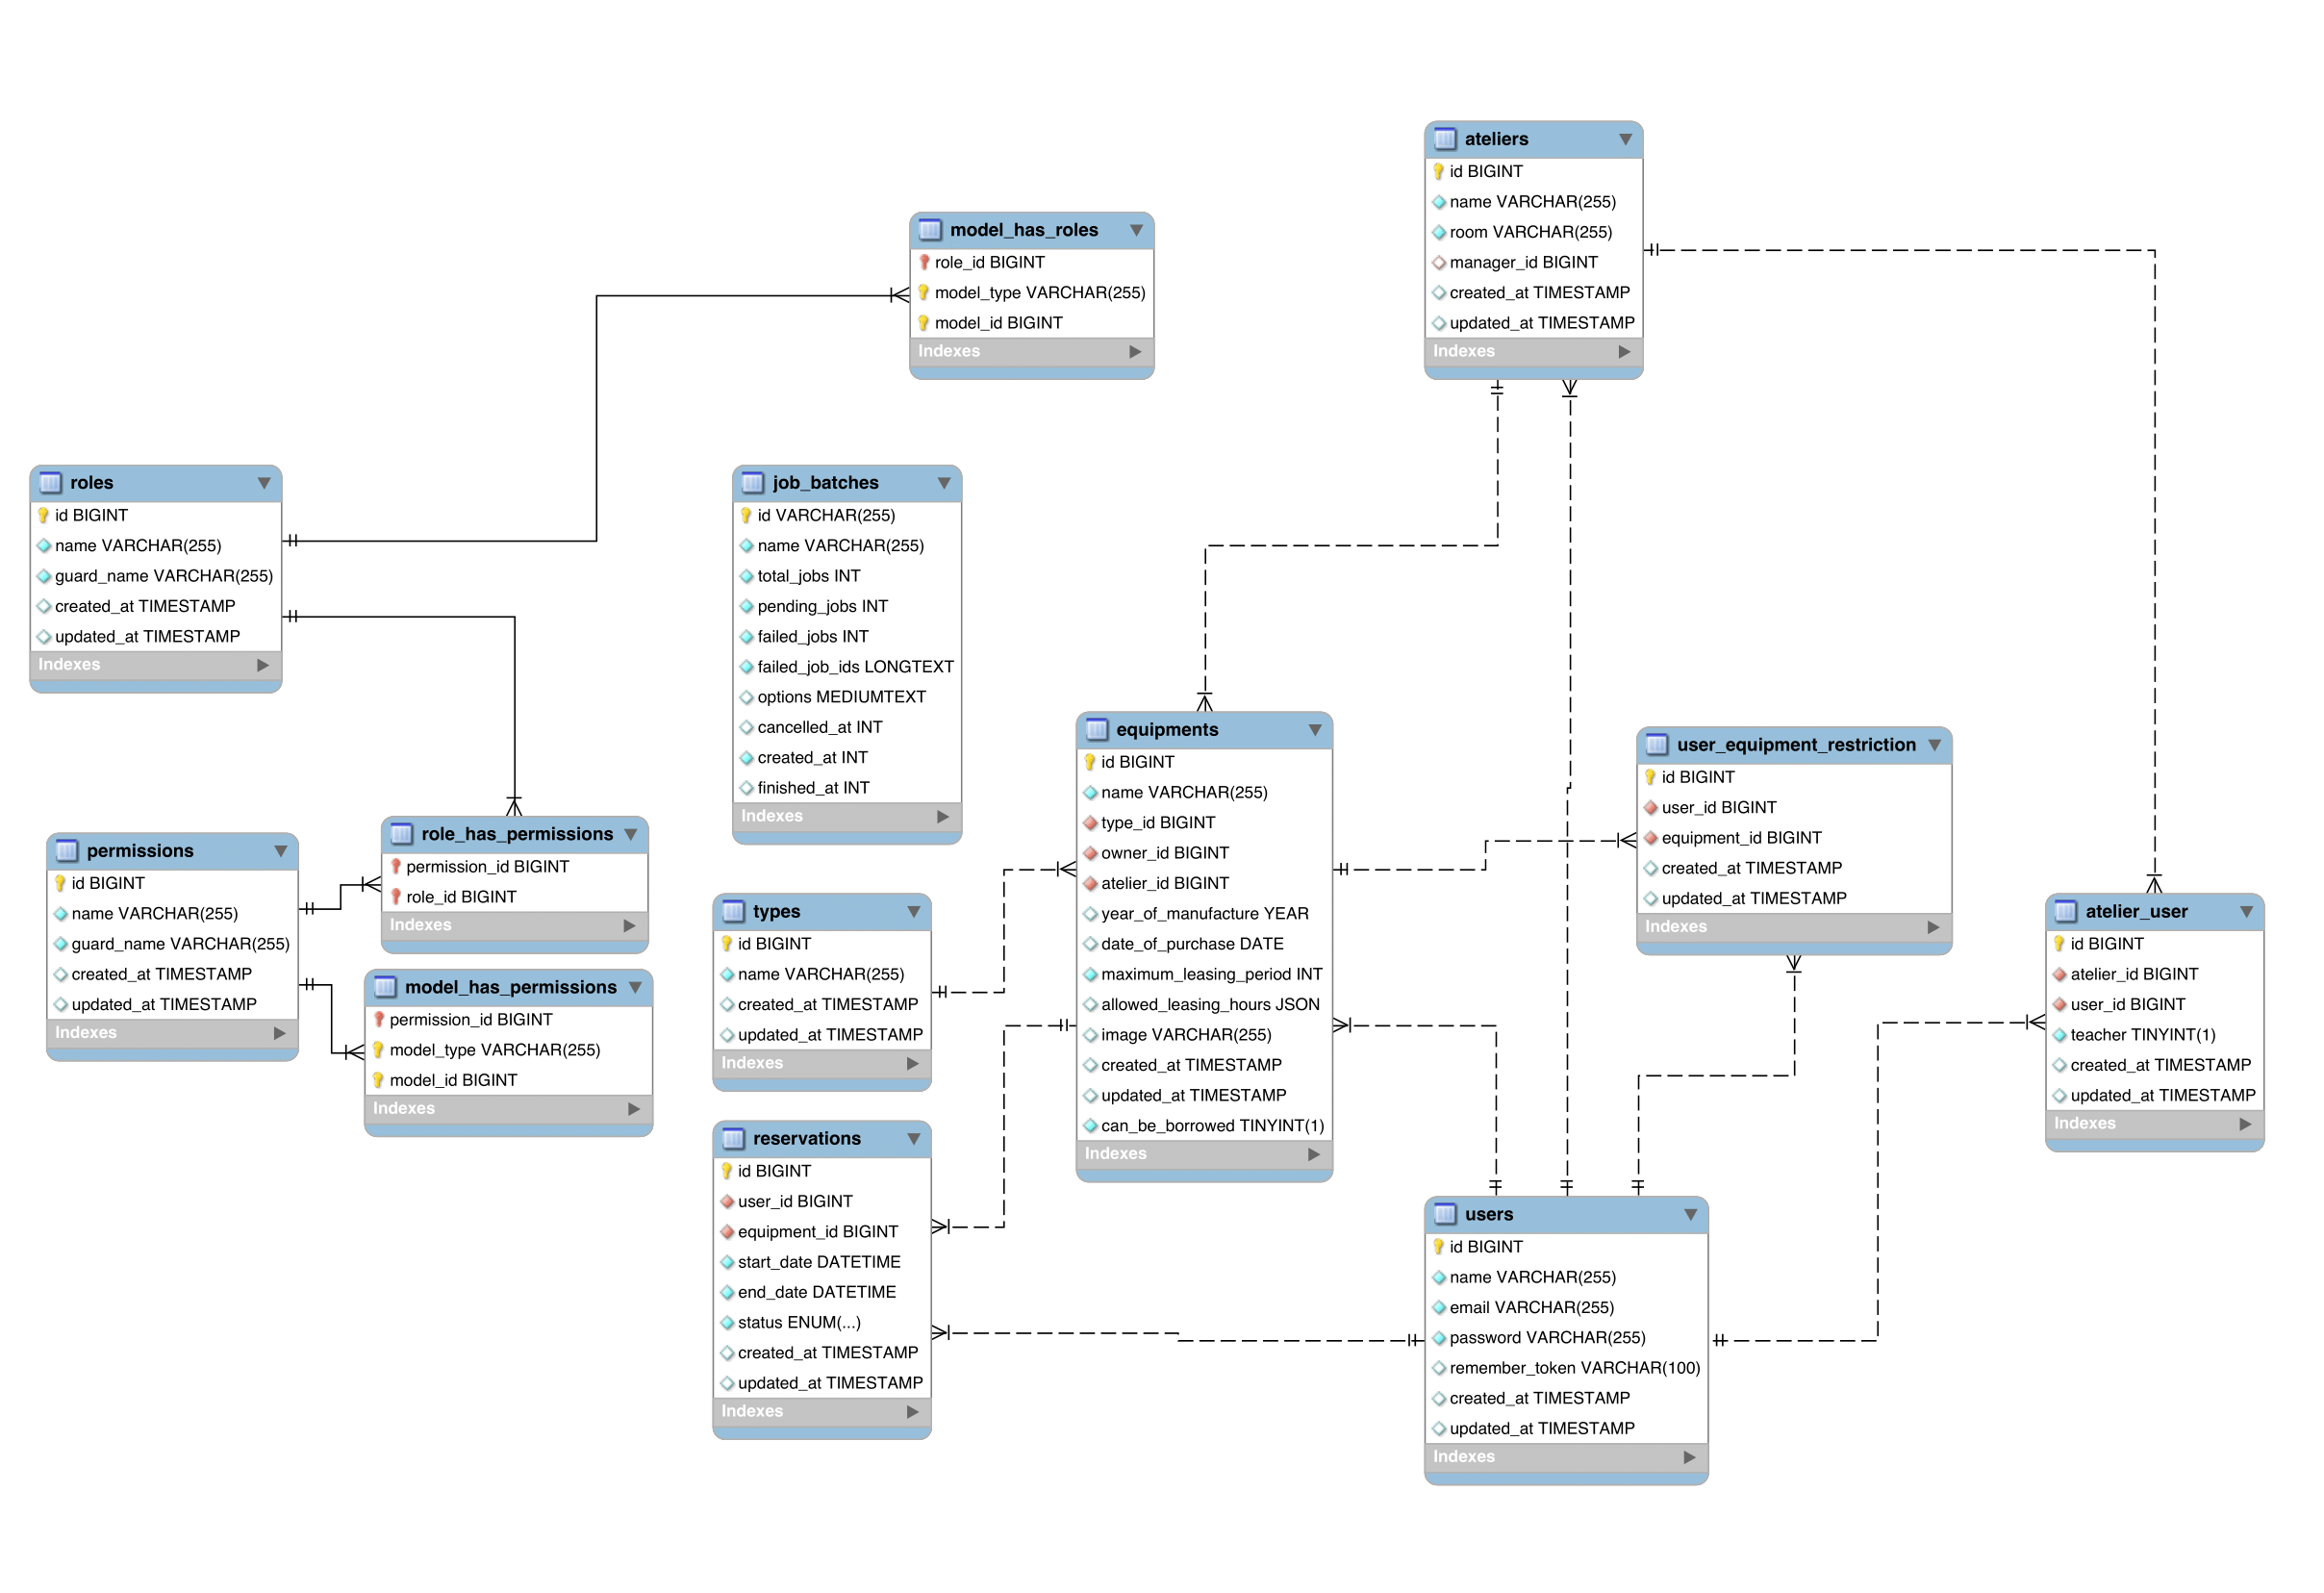 ateliers
id BIGINT
name VARCHAR(255)
room VARCHAR(255)
manager_id BIGINT
created_at TIMESTAMP
updated_at TIMESTAMP
Indexes
model_has_roles
role_id BIGINT
model_type VARCHAR(255)
model_id BIGINT
Indexes
roles
id BIGINT
name VARCHAR(255)
guard_name VARCHAR(255)
created_at TIMESTAMP
updated_at TIMESTAMP
Indexes
job_batches
id VARCHAR(255)
name VARCHAR(255)
total_jobs INT
pending_jobs INT
failed_jobs INT
failed_job_ids LONGTEXT
options MEDIUMTEXT
cancelled_at INT
created_at INT
finished_at INT
Indexes
equipments
id BIGINT
name VARCHAR(255)
type_id BIGINT
owner_id BIGINT
atelier_id BIGINT
year_of_manufacture YEAR
date_of_purchase DATE
maximum_leasing_period INT
allowed_leasing_hours JSON
image VARCHAR(255)
created_at TIMESTAMP
updated_at TIMESTAMP
can_be_borrowed TINYINT(1)
Indexes
user_equipment_restriction
id BIGINT
user_id BIGINT
equipment_id BIGINT
created_at TIMESTAMP
updated_at TIMESTAMP
Indexes
role_has_permissions
permission_id BIGINT
role_id BIGINT
Indexes
permissions
id BIGINT
name VARCHAR(255)
guard_name VARCHAR(255)
created_at TIMESTAMP
updated_at TIMESTAMP
Indexes
model_has_permissions
permission_id BIGINT
model_type VARCHAR(255)
model_id BIGINT
Indexes
types
id BIGINT
name VARCHAR(255)
created_at TIMESTAMP
updated_at TIMESTAMP
Indexes
atelier_user
id BIGINT
atelier_id BIGINT
user_id BIGINT
teacher TINYINT(1)
created_at TIMESTAMP
updated_at TIMESTAMP
Indexes
reservations
id BIGINT
user_id BIGINT
equipment_id BIGINT
start_date DATETIME
end_date DATETIME
status ENUM(...)
created_at TIMESTAMP
updated_at TIMESTAMP
Indexes
users
id BIGINT
name VARCHAR(255)
email VARCHAR(255)
password VARCHAR(255)
remember_token VARCHAR(100)
created_at TIMESTAMP
updated_at TIMESTAMP
Indexes